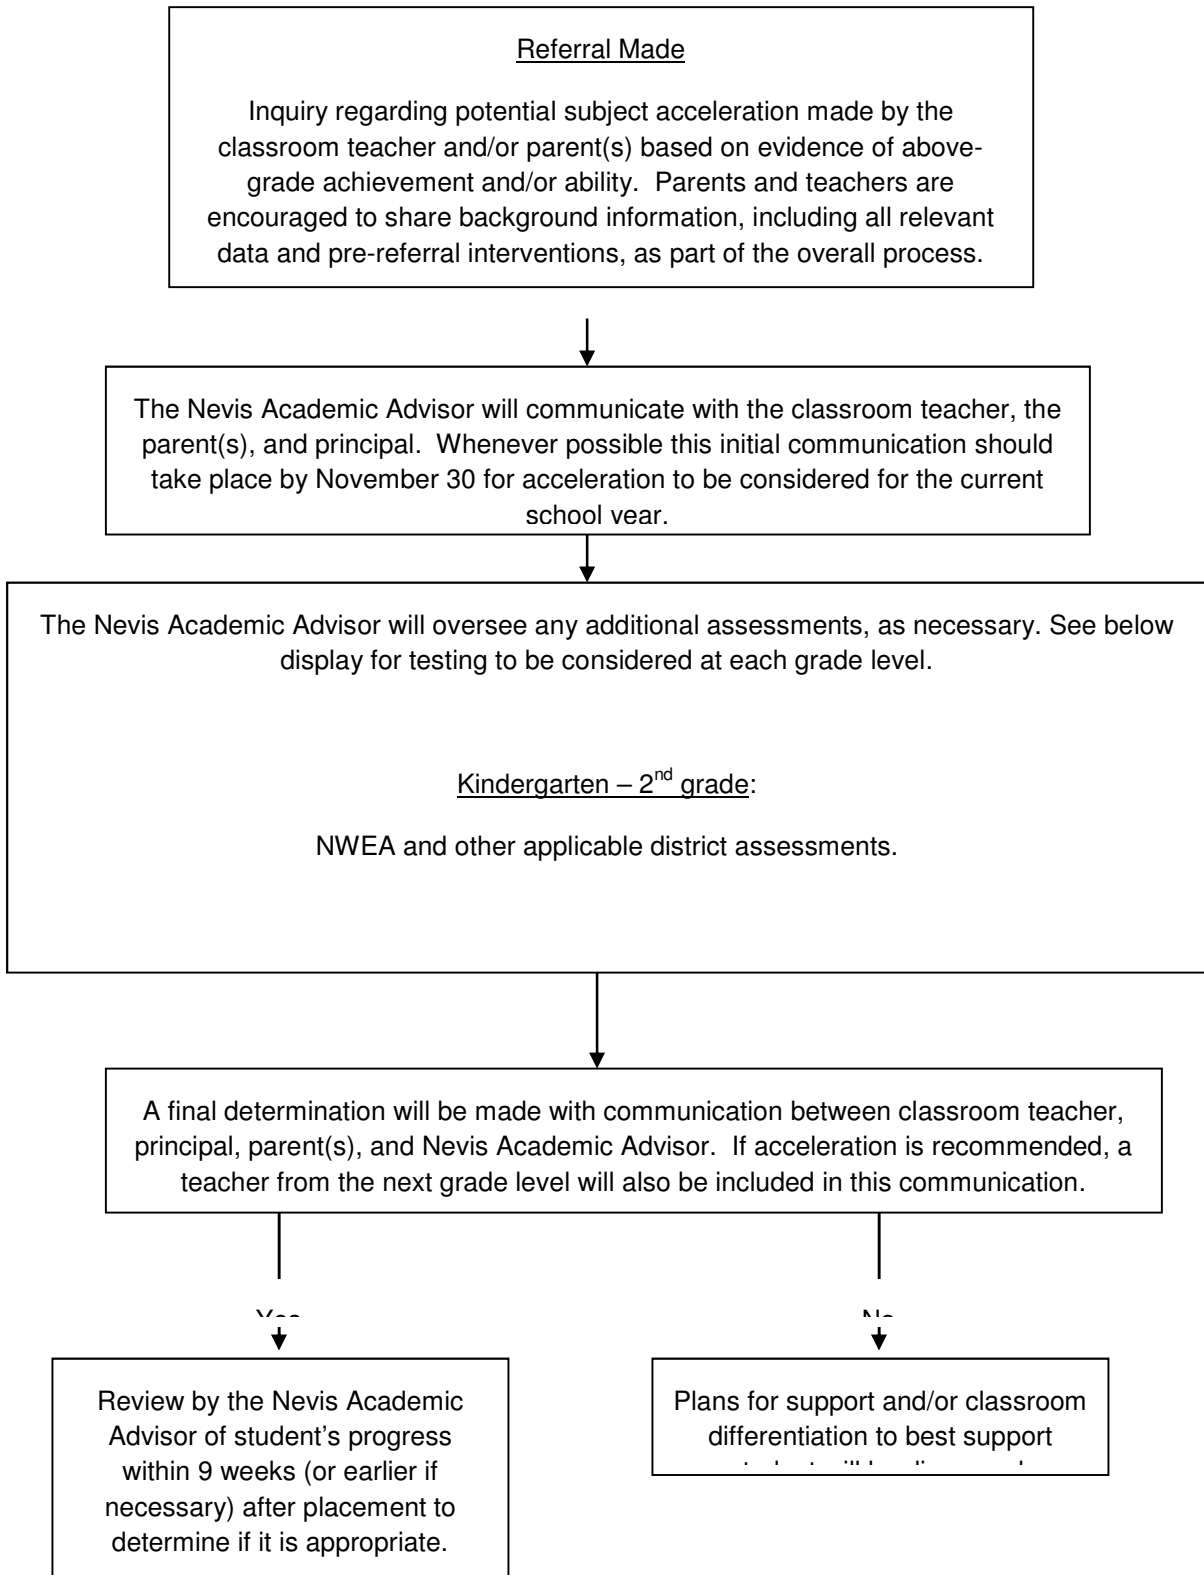 Referral Made
Inquiry regarding potential subject acceleration made by the
classroom teacher and/or parent(s) based on evidence of above-
grade achievement and/or ability.  Parents and teachers are
encouraged to share background information, including all relevant
data and pre-referral interventions, as part of the overall process.
The Nevis Academic Advisor will communicate with the classroom teacher, the
parent(s), and principal.  Whenever possible this initial communication should
take place by November 30 for acceleration to be considered for the current
school year.
The Nevis Academic Advisor will oversee any additional assessments, as necessary. See below
display for testing to be considered at each grade level.
Kindergarten – 2nd grade:
NWEA and other applicable district assessments.
A final determination will be made with communication between classroom teacher,
principal, parent(s), and Nevis Academic Advisor.  If acceleration is recommended, a
teacher from the next grade level will also be included in this communication.
Yes
No
Review by the Nevis Academic
Advisor of student’s progress
within 9 weeks (or earlier if
necessary) after placement to
determine if it is appropriate.
Plans for support and/or classroom
differentiation to best support